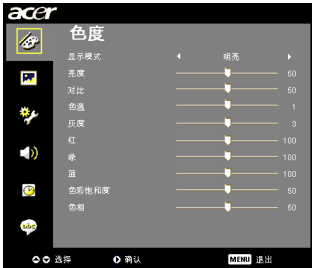 acer
色度
显示模式 明亮
亮度 50
对比 50
色温 1
灰度 3
红 100
绿 100
蓝 100
色彩饱和度 50
色相 50
abc
选择 确认 MENU 退出